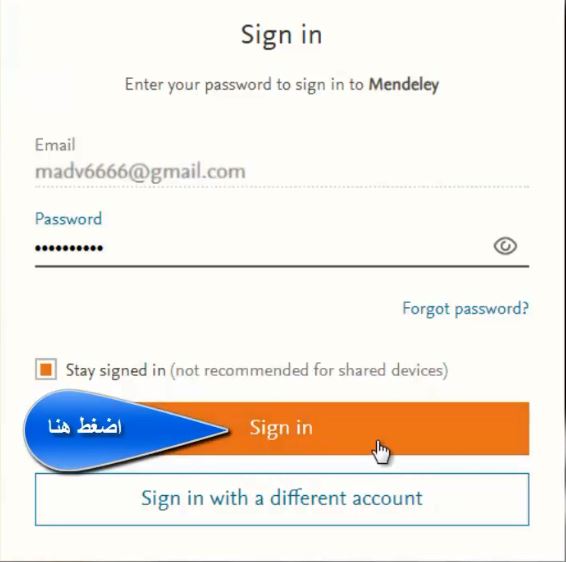 Sign in
Enter your password to sign in to Mendeley
Email
madv6666@gmail.com
Password
••••••••••
Forgot password?
Stay signed in (not recommended for shared devices)
اضغط هنا
Sign in
Sign in with a different account